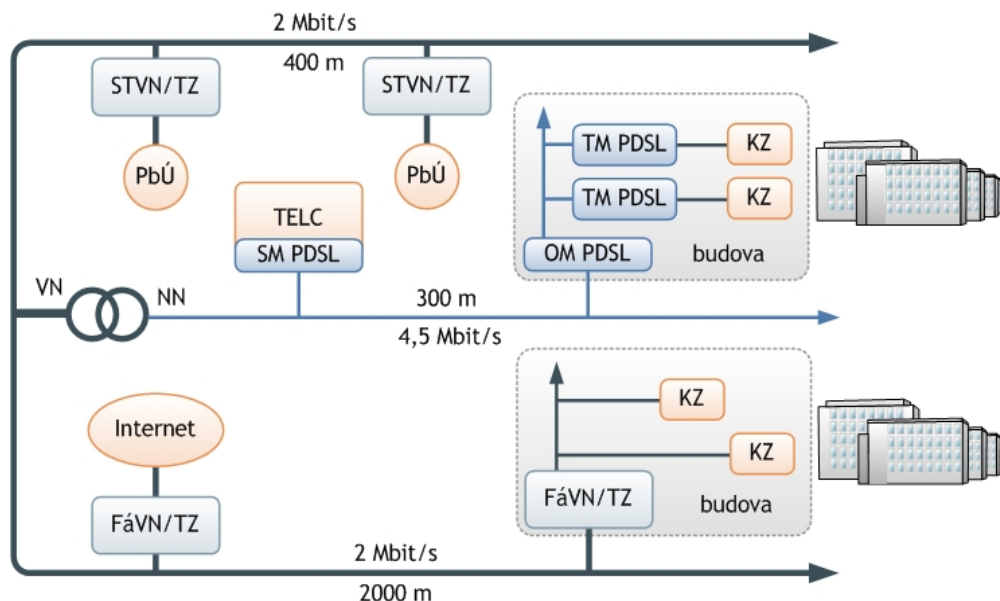 2 Mbit/s
400 m
STVN/TZ
STVN/TZ
PbÚ
PbÚ
TELC
SM PDSL
TM PDSL
KZ
TM PDSL
KZ
OM PDSL
budova
VN
NN
300 m
4,5 Mbit/s
Internet
FáVN/TZ
KZ
KZ
FáVN/TZ
budova
2 Mbit/s
2000 m